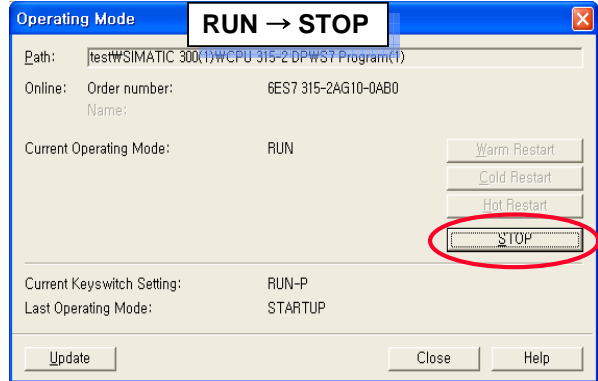 Operating Mode
RUN → STOP
Path: test₩SIMATIC 300(1)₩CPU 315-2 DP₩S7 Program(1)
Online: Order number: 6ES7 315-2AG10-0AB0
Name:
Current Operating Mode: RUN
Warm Restart
Cold Restart
Hot Restart
STOP
Current Keyswitch Setting: RUN-P
Last Operating Mode: STARTUP
Update Close Help